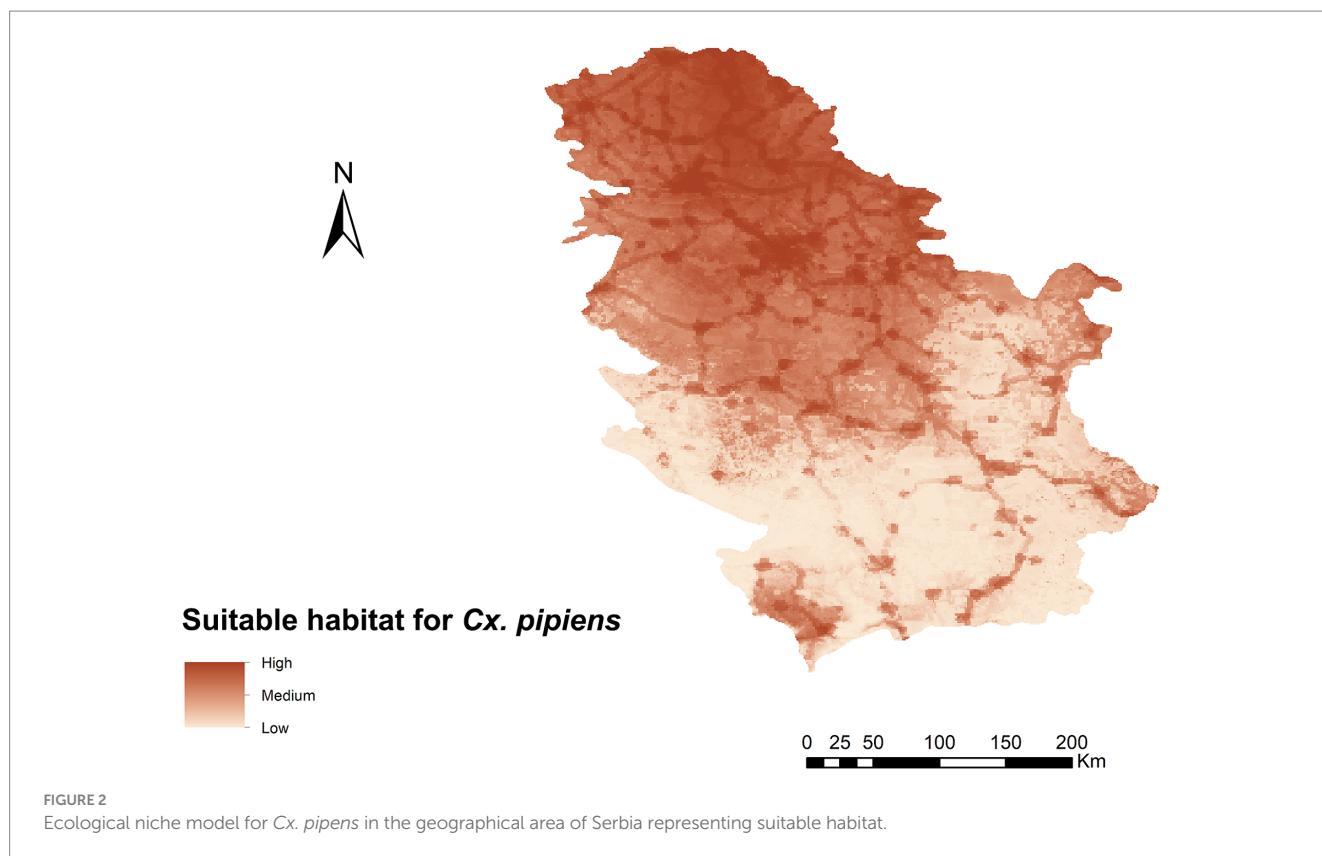 N
Suitable habitat for Cx. pipiens
High
Medium
Low
0 25 50 100 150 200
Km
FIGURE 2
Ecological niche model for Cx. pipens in the geographical area of Serbia representing suitable habitat.